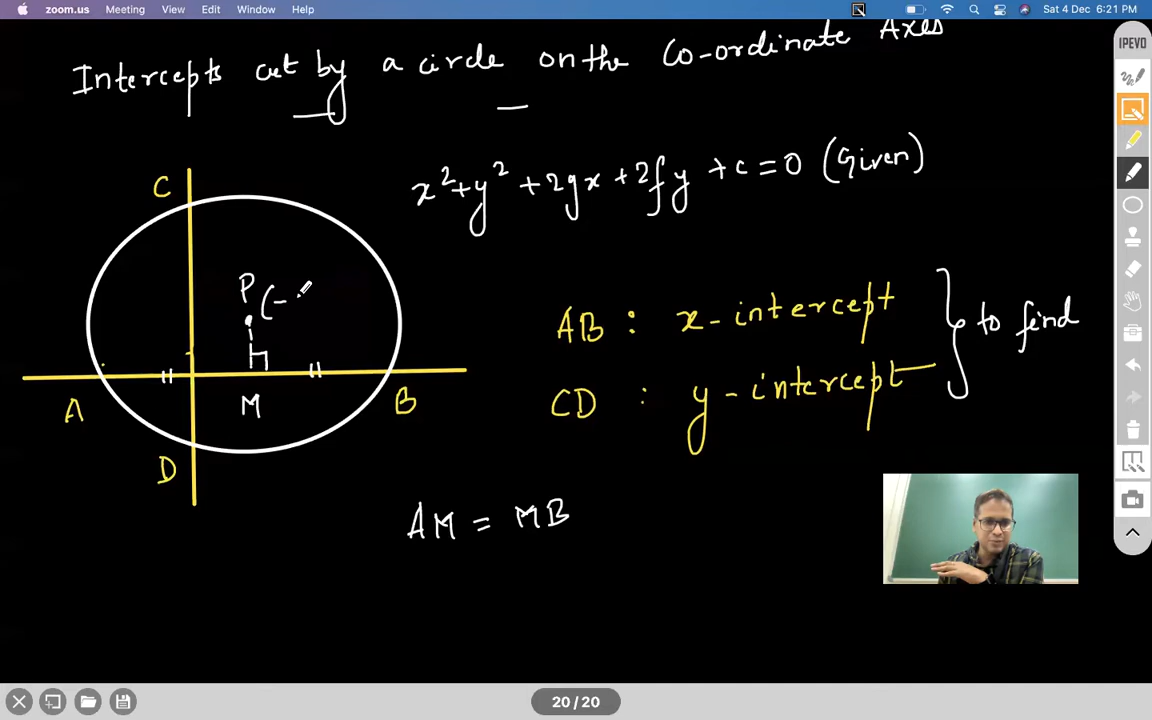 zoom.us Meeting View Edit Window Help Sat 4 Dec 6:21 PM
IPEVO
Intercepts cut by a circle on the Co-ordinate Axes
x²+y²+2gx+2fy+c=0 (Given)
C
P(-
AB : x-intercept
to find
CD : y-intercept
A
M
B
D
AM = MB
20/20